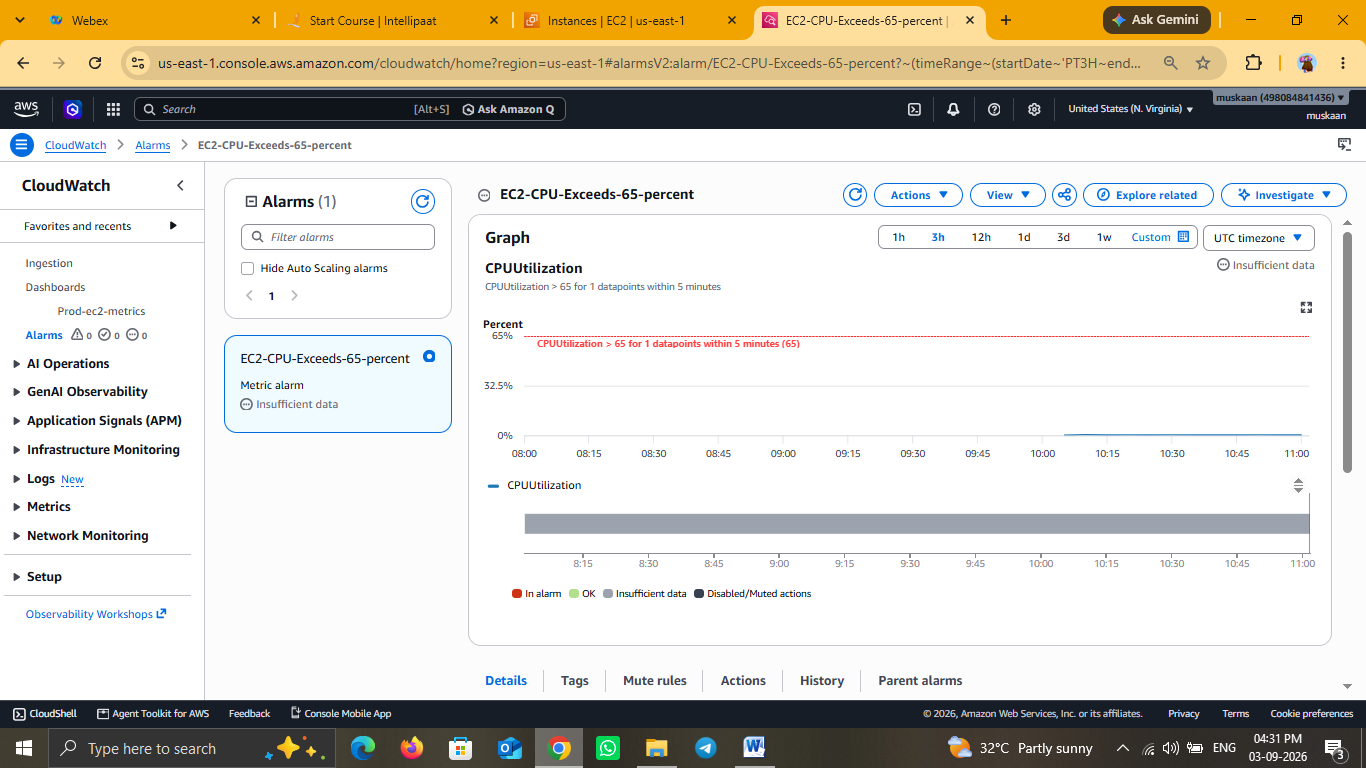 Webex
Start Course | Intellipaat
Instances | EC2 | us-east-1
EC2-CPU-Exceeds-65-percent |
Ask Gemini
us-east-1.console.aws.amazon.com/cloudwatch/home?region=us-east-1#alarmsV2:alarm/EC2-CPU-Exceeds-65-percent?~(timeRange~(startDate~'PT3H~end...
aws
Search
[Alt+S]
Ask Amazon Q
United States (N. Virginia)
muskaan (498084841436)
muskaan
CloudWatch
Alarms
EC2-CPU-Exceeds-65-percent
CloudWatch
Favorites and recents
Ingestion
Dashboards
Prod-ec2-metrics
Alarms 0 0 0
AI Operations
GenAI Observability
Application Signals (APM)
Infrastructure Monitoring
Logs New
Metrics
Network Monitoring
Setup
Observability Workshops
Alarms (1)
Filter alarms
Hide Auto Scaling alarms
1
EC2-CPU-Exceeds-65-percent
Metric alarm
Insufficient data
EC2-CPU-Exceeds-65-percent
Actions
View
Explore related
Investigate
Graph
1h 3h 12h 1d 3d 1w Custom
UTC timezone
CPUUtilization
Insufficient data
CPUUtilization > 65 for 1 datapoints within 5 minutes
Percent
65%
CPUUtilization > 65 for 1 datapoints within 5 minutes (65)
32.5%
0%
08:00 08:15 08:30 08:45 09:00 09:15 09:30 09:45 10:00 10:15 10:30 10:45 11:00
CPUUtilization
8:15 8:30 8:45 9:00 9:15 9:30 9:45 10:00 10:15 10:30 10:45 11:00
In alarm OK Insufficient data Disabled/Muted actions
Details Tags Mute rules Actions History Parent alarms
CloudShell Agent Toolkit for AWS Feedback Console Mobile App
© 2026, Amazon Web Services, Inc. or its affiliates. Privacy Terms Cookie preferences
Type here to search
32°C Partly sunny
ENG
04:31 PM
03-09-2026
3